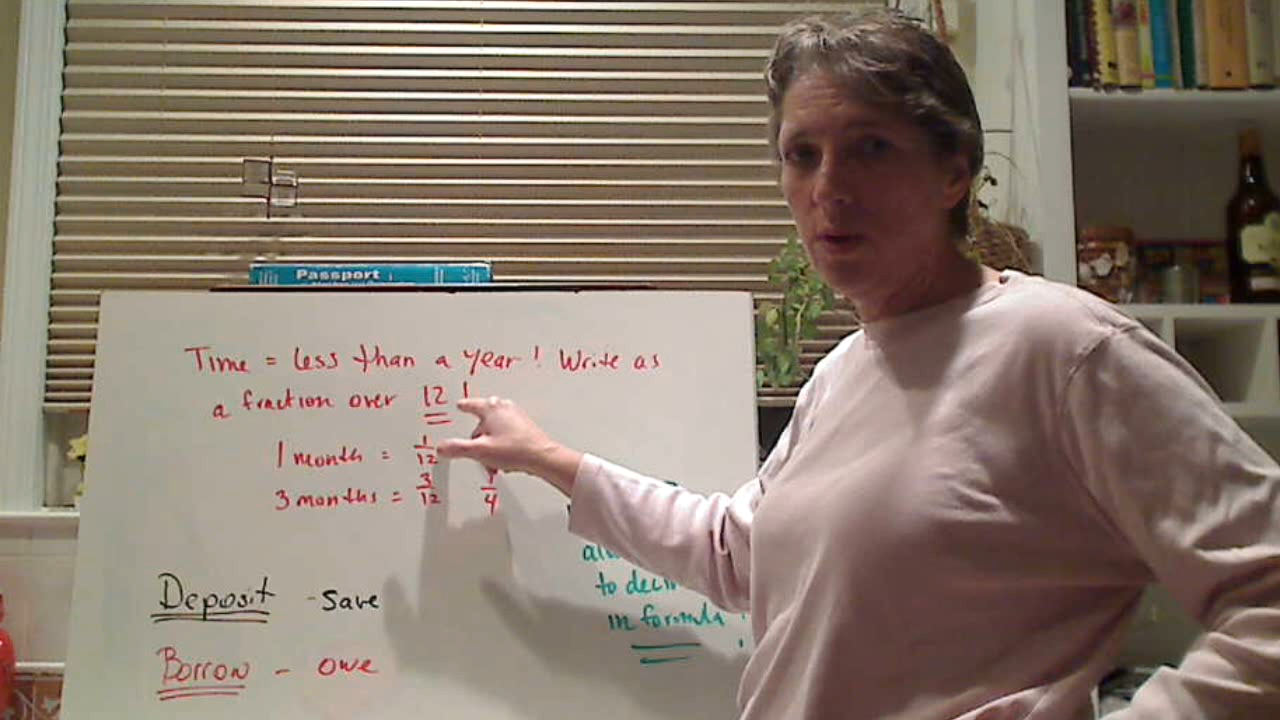 Passport
Time = less than a year! Write as
a fraction over 12!
1 month = 1/12
3 months = 3/12 1/4
to
in formula !
Deposit - Save
Borrow - owe